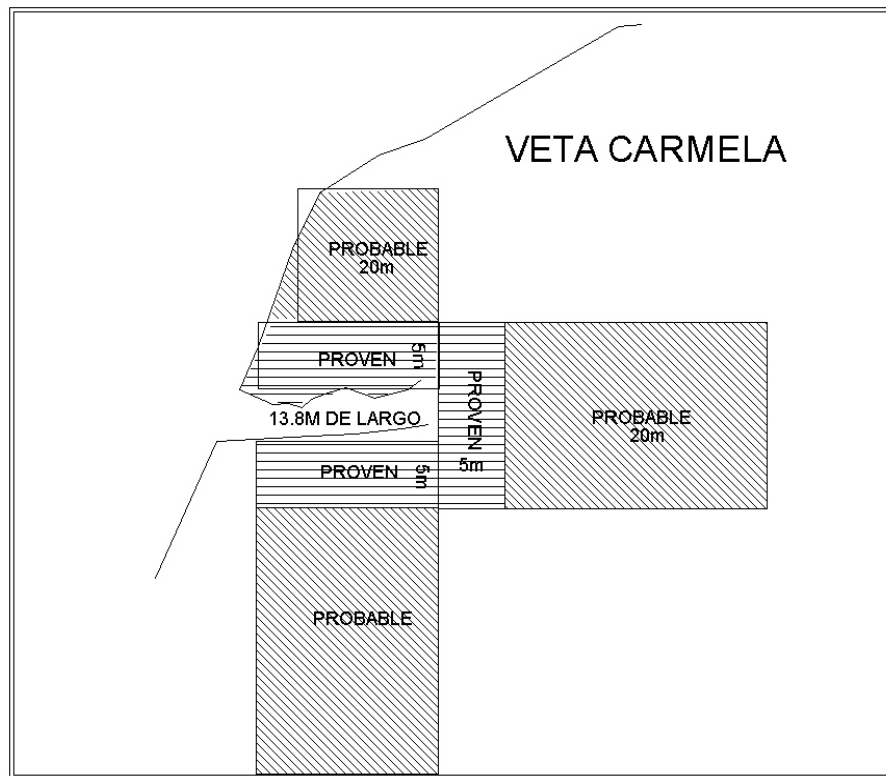 VETA CARMELA
PROBABLE
20m
PROVEN
5m
13.8M DE LARGO
PROVEN
5m
PROVEN
5m
PROBABLE
20m
PROBABLE